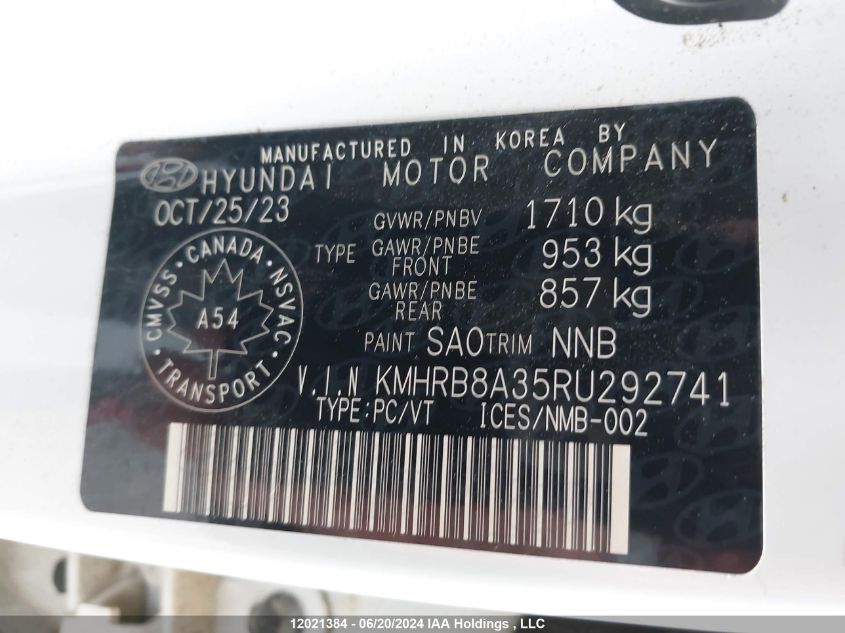 MANUFACTURED IN KOREA BY
HYUNDAI MOTOR COMPANY
OCT/25/23
GVWR/PNBV 1710 kg
TYPE GAWR/PNBE FRONT 953 kg
GAWR/PNBE REAR 857 kg
PAINT SAO TRIM NNB
CMVSS • CANADA • NSVAC • TRANSPORT •
A54
V.I.N KMHRB8A35RU292741
TYPE:PC/VT ICES/NMB-002
12021384 - 06/20/2024 IAA Holdings , LLC